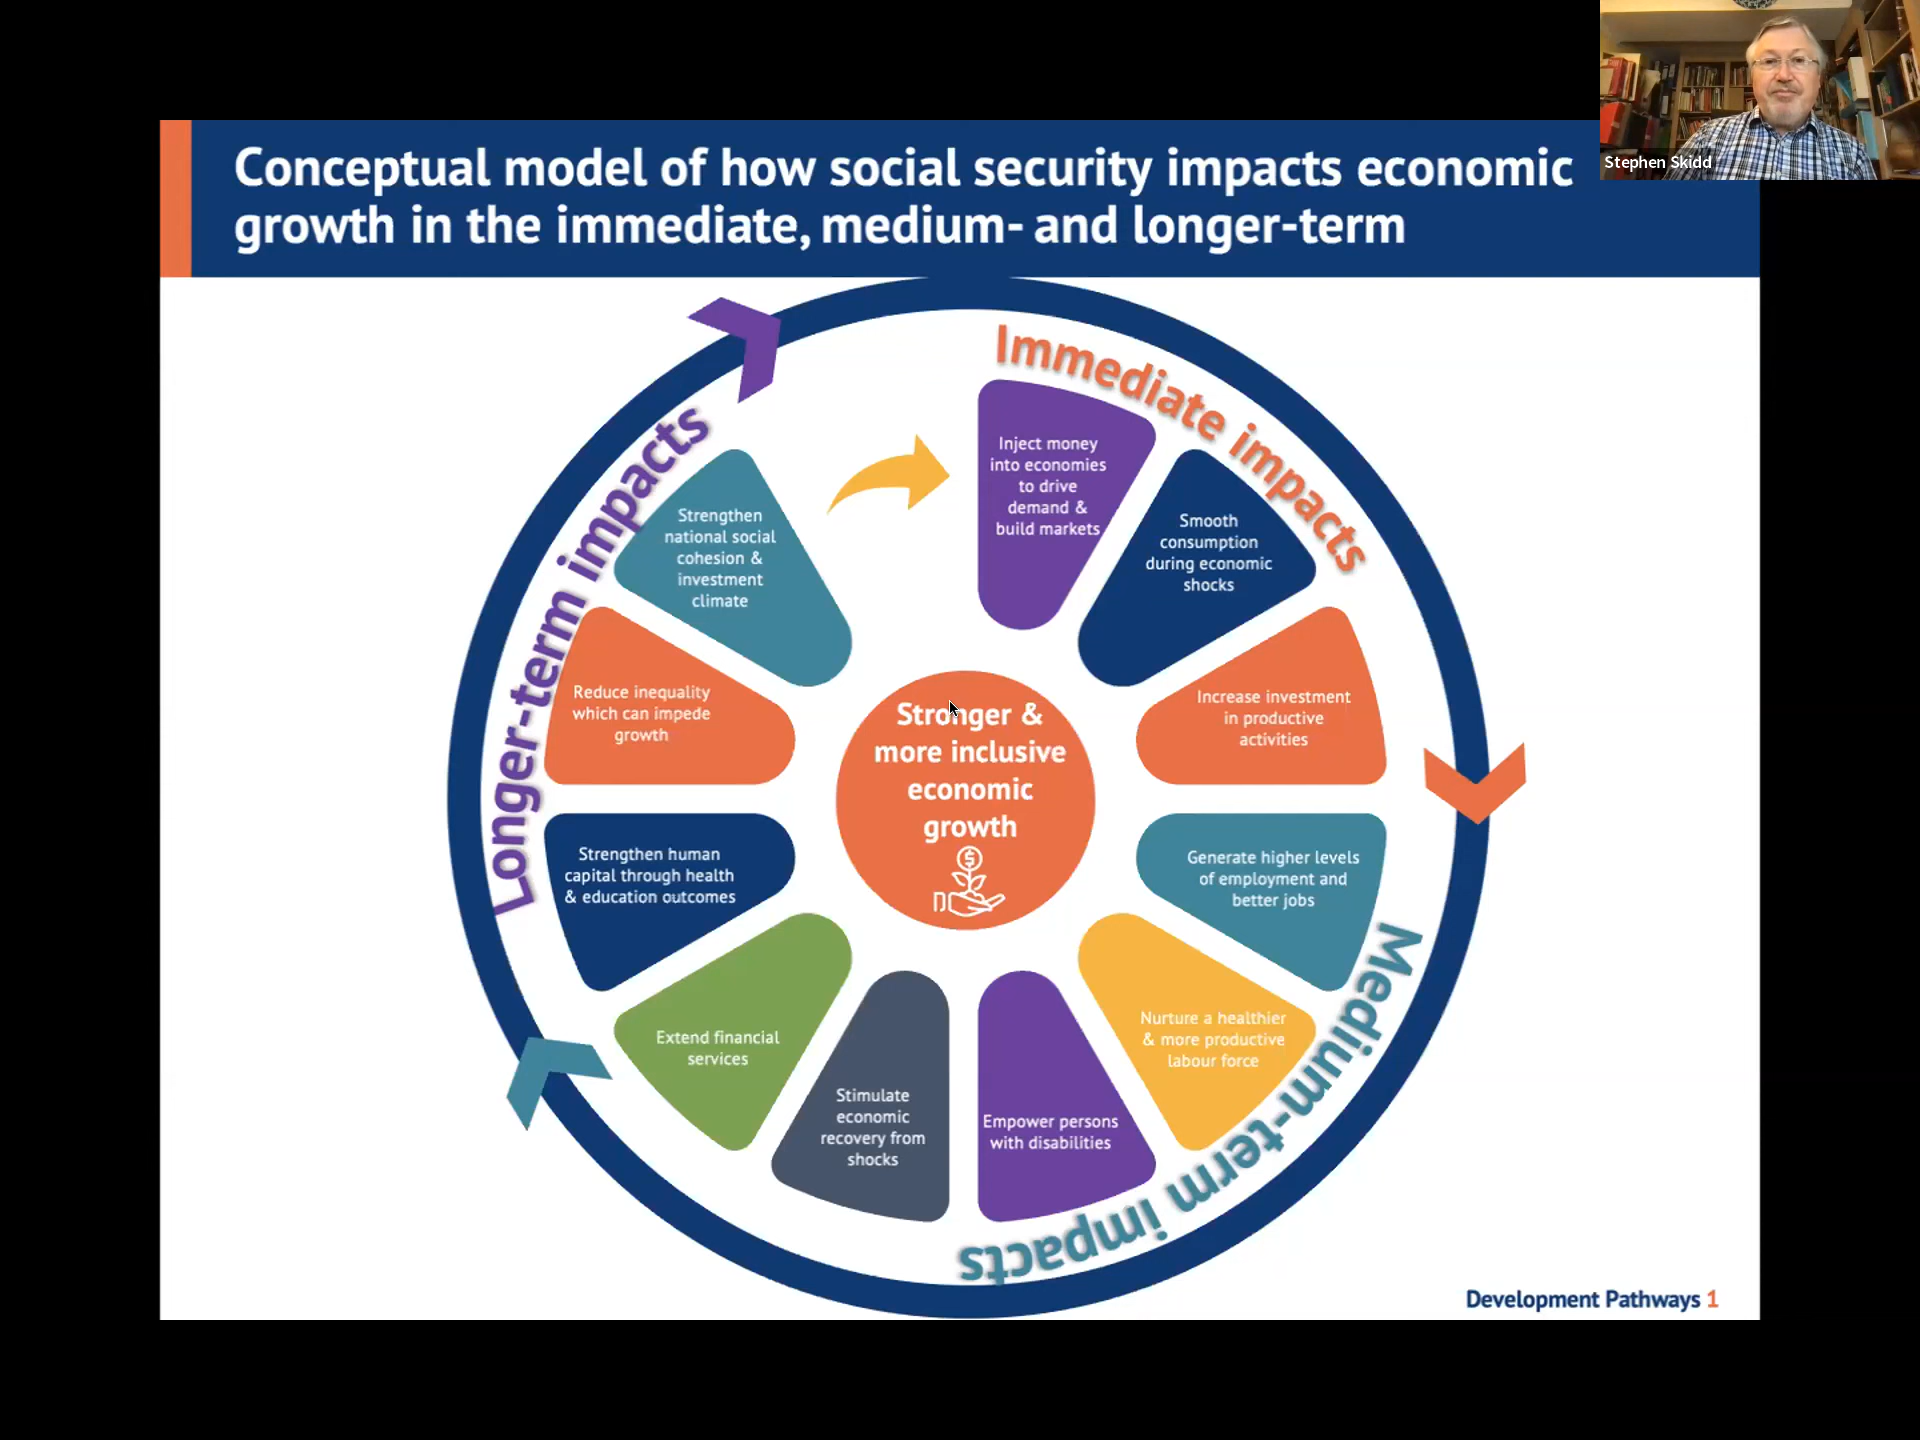 Stephen Skidd
Conceptual model of how social security impacts economic
growth in the immediate, medium- and longer-term
Immediate impacts
Inject money
into economies
to drive
demand &
build markets
Smooth
consumption
during economic
shocks
Increase investment
in productive
activities
Medium-term impacts
Generate higher levels
of employment and
better jobs
Nurture a healthier
& more productive
labour force
Empower persons
with disabilities
Stimulate
economic
recovery from
shocks
Extend financial
services
Longer-term impacts
Strengthen human
capital through health
& education outcomes
Reduce inequality
which can impede
growth
Strengthen
national social
cohesion &
investment
climate
Stronger &
more inclusive
economic
growth
$
Development Pathways 1